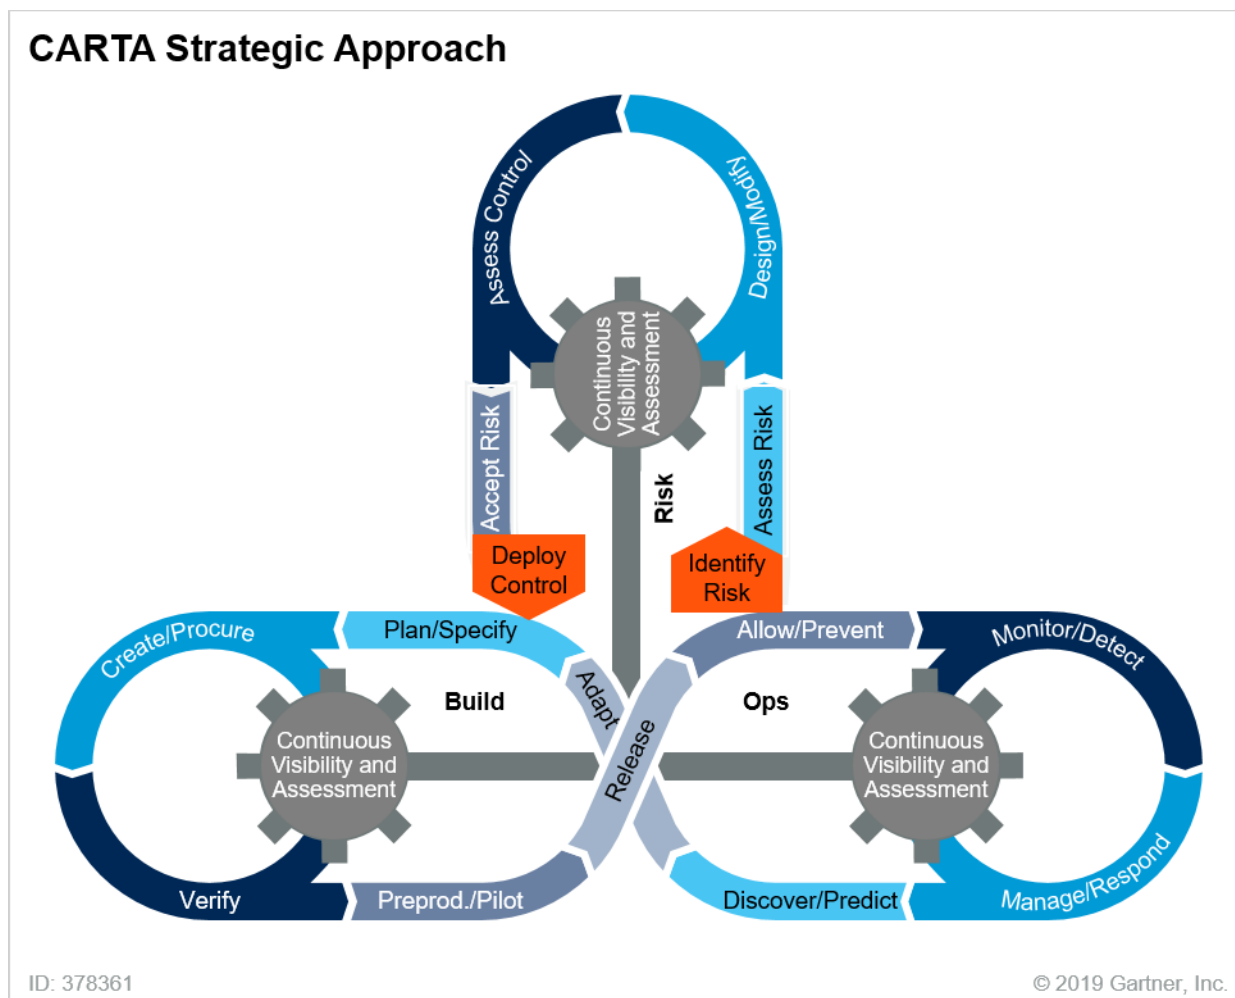 CARTA Strategic Approach
Assess Control
Design/Modify
Continuous
Visibility and
Assessment
Accept Risk
Risk
Assess Risk
Deploy
Control
Identify
Risk
Create/Procure
Plan/Specify
Allow/Prevent
Monitor/Detect
Adapt
Build
Ops
Continuous
Visibility and
Assessment
Release
Continuous
Visibility and
Assessment
Verify
Preprod./Pilot
Discover/Predict
Manage/Respond
ID: 378361
© 2019 Gartner, Inc.